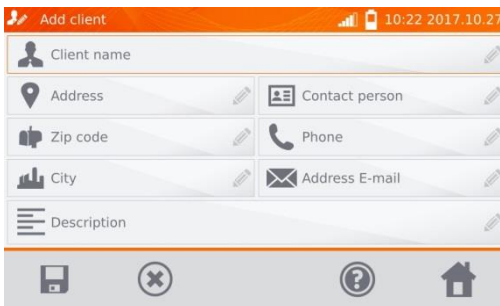 Add client 10:22 2017.10.27
Client name
Address Contact person
Zip code Phone
City Address E-mail
Description